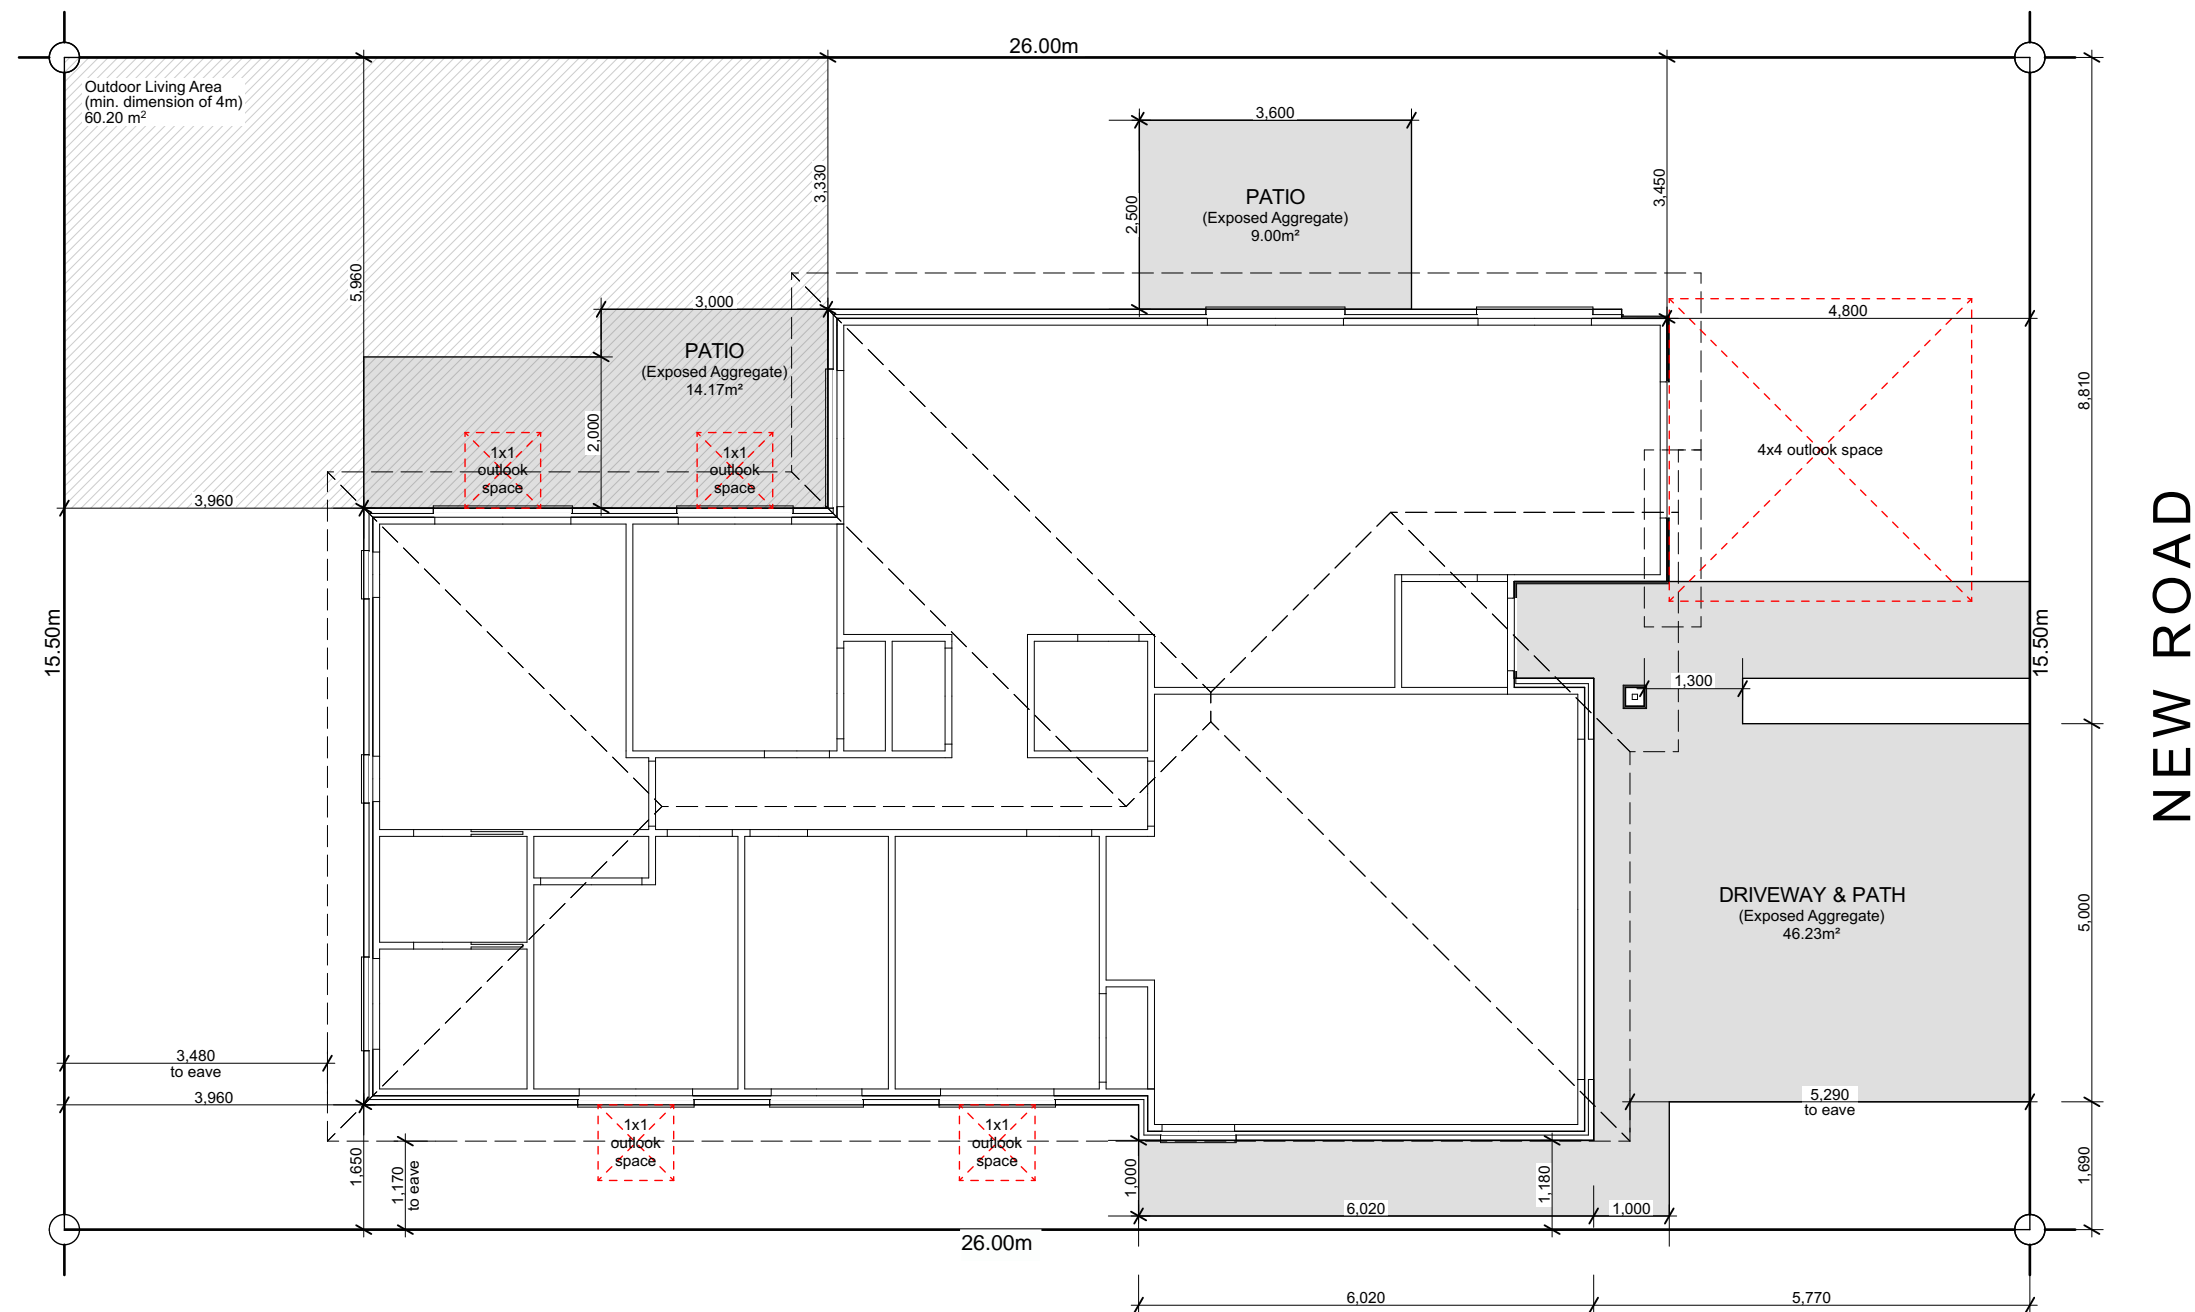 26.00m
Outdoor Living Area
(min. dimension of 4m)
60.20 m²
3,600
3,330
3,450
2,500
PATIO
(Exposed Aggregate)
9.00m²
5,960
3,000
4,800
PATIO
(Exposed Aggregate)
14.17m²
8,810
2,000
1x1
outlook
space
1x1
outlook
space
4x4 outlook space
3,960
NEW ROAD
15.50m
15.50m
1,300
DRIVEWAY & PATH
(Exposed Aggregate)
46.23m²
5,000
3,480
to eave
3,960
5,290
to eave
1x1
outlook
space
1x1
outlook
space
1,650
1,170
to eave
1,000
1,180
1,690
6,020
1,000
26.00m
6,020
5,770